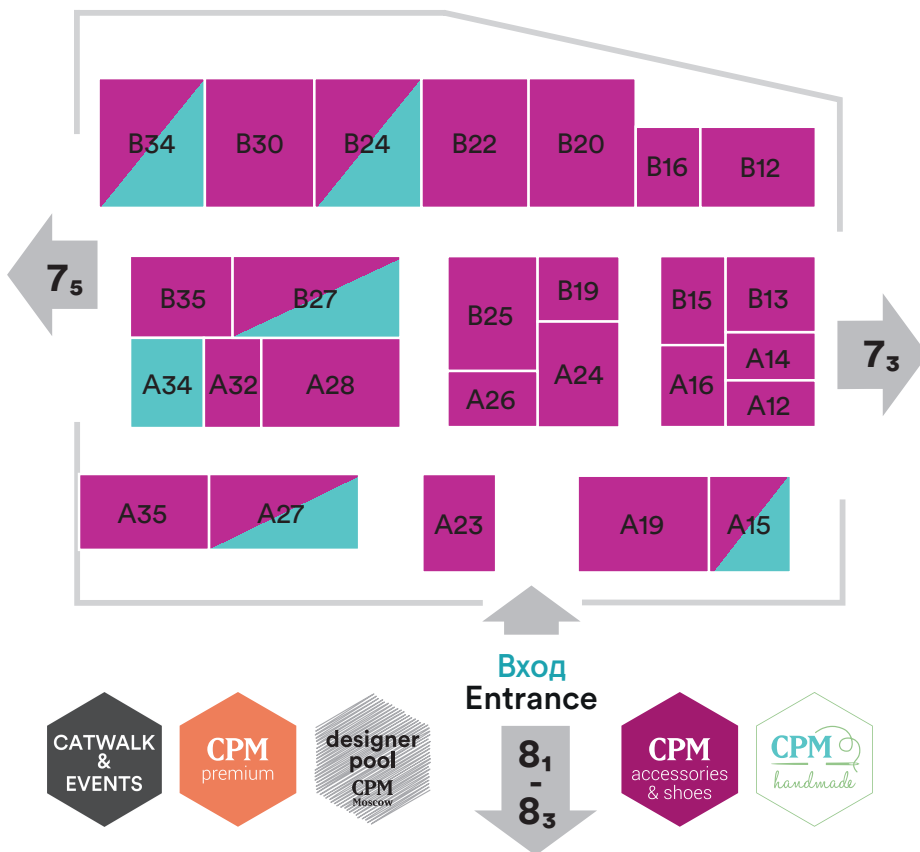 B34 B30 B24 B22 B20 B16 B12
7₅
B35 B27 B25 B19 B15 B13
7₃
A34 A32 A28 A26 A24 A16 A14
A12
A35 A27 A23 A19 A15
Вход
Entrance
CATWALK
&
EVENTS
CPM
premium
designer
pool
CPM
Moscow
8₁
-
8₃
CPM
accessories
& shoes
CPM
handmade